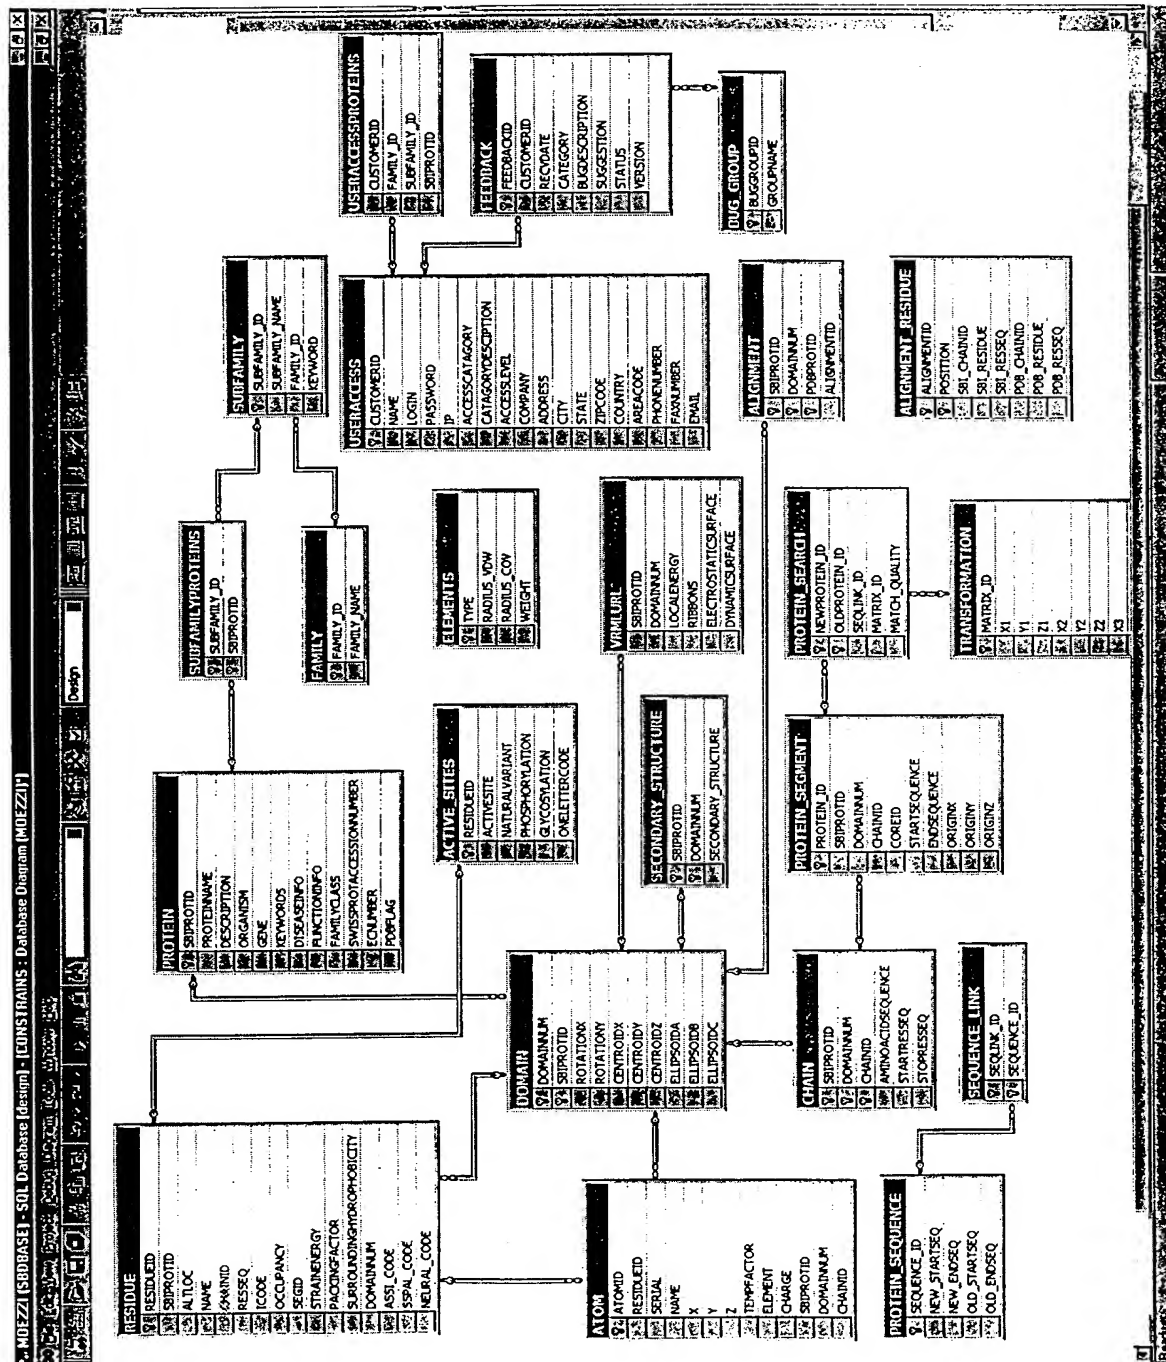 MOEZZI [SBDBASE] - SQL Database [design] - [CONSTRAINS : Database Diagram [MOEZZI]*]
Design
RESIDUE
RESIDUEID
SBIPROTID
ALTLOC
NAME
CHAINID
RESSEQ
ICODE
OCCUPANCY
SEGID
STRAINENERGY
PACKINGFACTOR
SURROUNDINGHYDROPHOBICITY
DOMAINNUM
ASSI_CODE
SSPAL_CODE
NEURAL_CODE
PROTEIN
SBIPROTID
PROTEINNAME
DESCRIPTION
ORGANISM
GENE
KEYWORDS
DISEASEINFO
FUNCTIONINFO
FAMILYCLASS
SWISSPROTACCESSIONNUMBER
ECNUMBER
PDBFLAG
SUBFAMILYPROTEINS
SUBFAMILY_ID
SBIPROTID
FAMILY
FAMILY_ID
FAMILY_NAME
SUBFAMILY
SUBFAMILY_ID
SUBFAMILY_NAME
FAMILY_ID
KEYWORD
USERACCESSPROTEINS
CUSTOMERID
FAMILY_ID
SUBFAMILY_ID
SBIPROTID
USERACCESS
CUSTOMERID
NAME
LOGIN
PASSWORD
IP
ACCESSCATAGORY
CATAGORYDESCIPTION
ACCESSLEVEL
COMPANY
ADDRESS
CITY
STATE
ZIPCODE
COUNTRY
AREACODE
PHONENUMBER
FAXNUMBER
EMAIL
FEEDBACK
FEEDBACKID
CUSTOMERID
RECVDATE
CATEGORY
BUGDESCRIPTION
SUGGESTION
STATUS
VERSION
BUG_GROUP
BUGGROUPID
GROUPNAME
ACTIVE_SITES
RESIDUEID
ACTIVESITE
NATURALVARIANT
PHOSPHORYLATION
GLYCOSYLATION
ONELETTERCODE
ELEMENTS
TYPE
RADIUS_VDW
RADIUS_COV
WEIGHT
DOMAIN
DOMAINNUM
SBIPROTID
ROTATIONX
ROTATIONY
CENTROIDX
CENTROIDY
CENTROIDZ
ELLIPSOIDA
ELLIPSOIDB
ELLIPSOIDC
VRMLURL
SBIPROTID
DOMAINNUM
LOCALENERGY
RIBBONS
ELECTROSTATICSURFACE
DYNAMICSURFACE
SECONDARY_STRUCTURE
SBIPROTID
DOMAINNUM
SECONDARY_STRUCTURE
ALIGNMENT
SBIPROTID
DOMAINNUM
PDBPROTID
ALIGNMENTID
ATOM
ATOMID
RESIDUEID
SERIAL
NAME
X
Y
Z
TEMPFACTOR
ELEMENT
CHARGE
SBIPROTID
DOMAINNUM
CHAINID
CHAIN
SBIPROTID
DOMAINNUM
CHAINID
AMINOACIDSEQUENCE
STARTRESSEQ
STOPRESSEQ
PROTEIN_SEGMENT
PROTEIN_ID
SBIPROTID
DOMAINNUM
CHAINID
COREID
STARTSEQUENCE
ENDSEQUENCE
ORIGINX
ORIGINY
ORIGINZ
PROTEIN_SEARCH
NEWPROTEIN_ID
OLDPROTEIN_ID
SEQLINK_ID
MATRIX_ID
MATCH_QUALITY
ALIGNMENT_RESIDUE
ALIGNMENTID
POSITION
SBI_CHAINID
SBI_RESIDUE
SBI_RESSEQ
PDB_CHAINID
PDB_RESIDUE
PDB_RESSEQ
PROTEIN_SEQUENCE
SEQUENCE_ID
NEW_STARTSEQ
NEW_ENDSEQ
OLD_STARTSEQ
OLD_ENDSEQ
SEQUENCE_LINK
SEQLINK_ID
SEQUENCE_ID
TRANSFORMATION
MATRIX_ID
X1
Y1
Z1
X2
Y2
Z2
X3